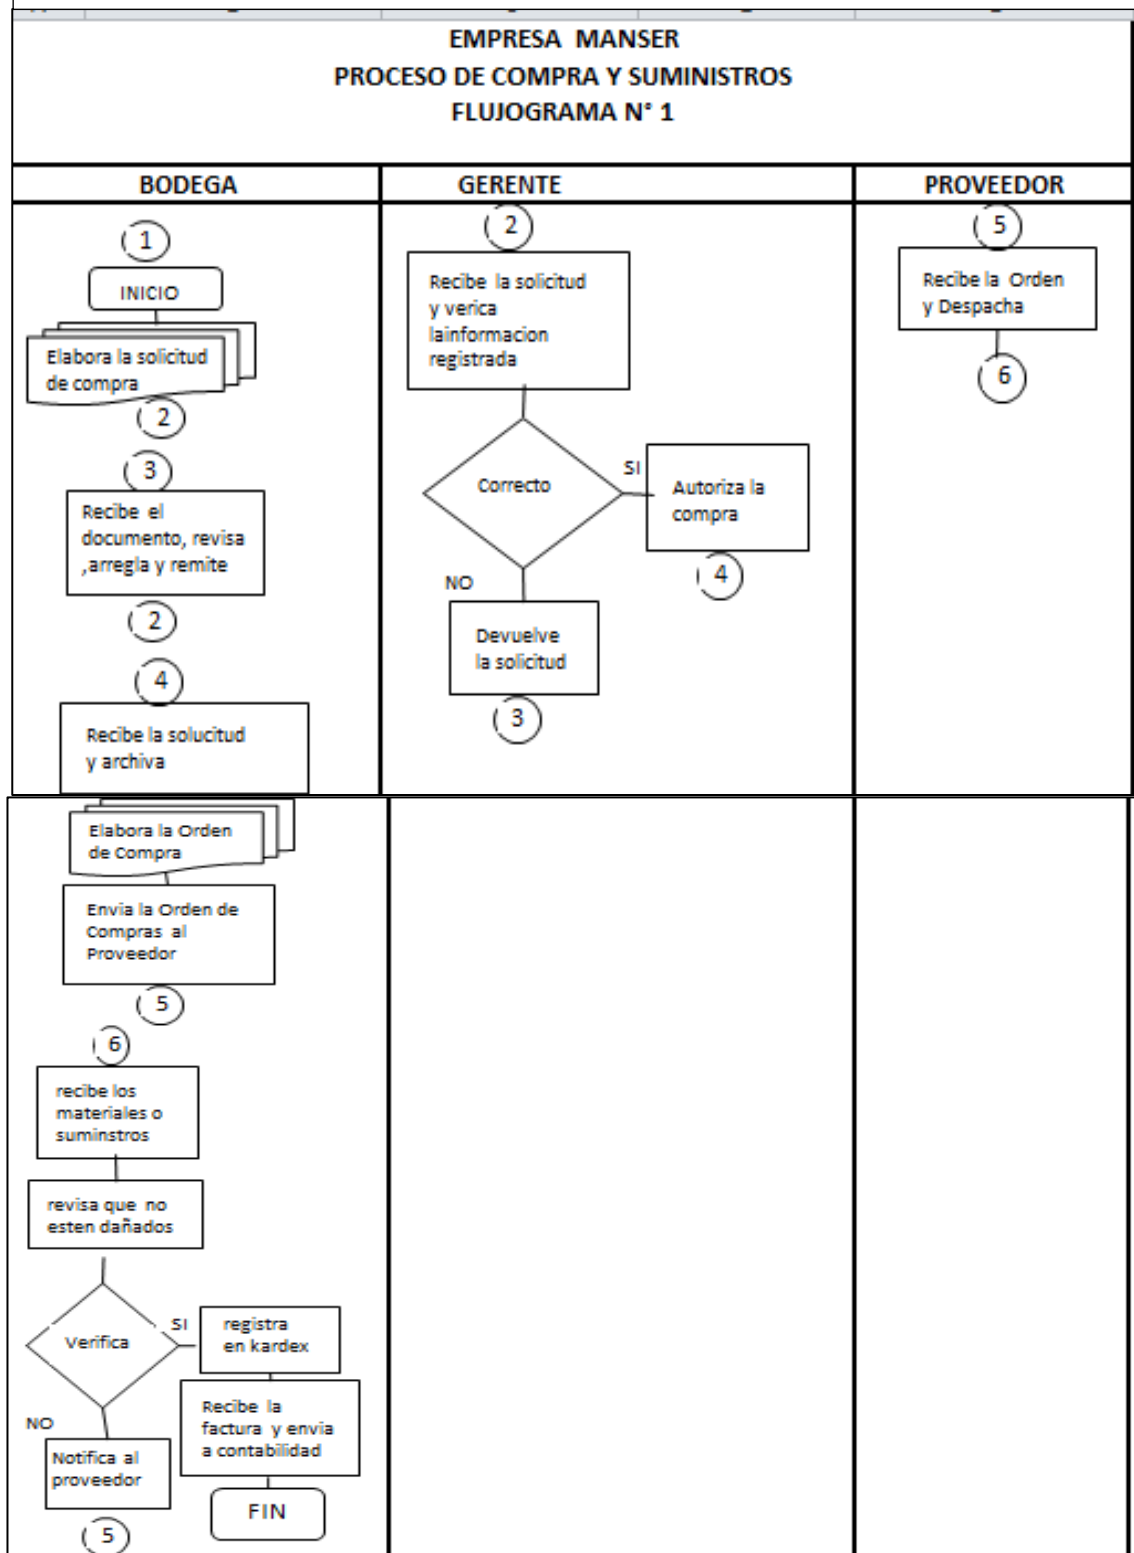 EMPRESA MANSER
PROCESO DE COMPRA Y SUMINISTROS
FLUJOGRAMA N° 1
BODEGA
GERENTE
PROVEEDOR
1
INICIO
Elabora la solicitud
de compra
2
3
Recibe el
documento, revisa
,arregla y remite
2
4
Recibe la solucitud
y archiva
2
Recibe la solicitud
y verica
lainformacion
registrada
Correcto
SI
Autoriza la
compra
4
NO
Devuelve
la solicitud
3
5
Recibe la Orden
y Despacha
6
Elabora la Orden
de Compra
Envia la Orden de
Compras al
Proveedor
5
6
recibe los
materiales o
suminstros
revisa que no
esten dañados
Verifica
SI
registra
en kardex
Recibe la
factura y envia
a contabilidad
FIN
NO
Notifica al
proveedor
5